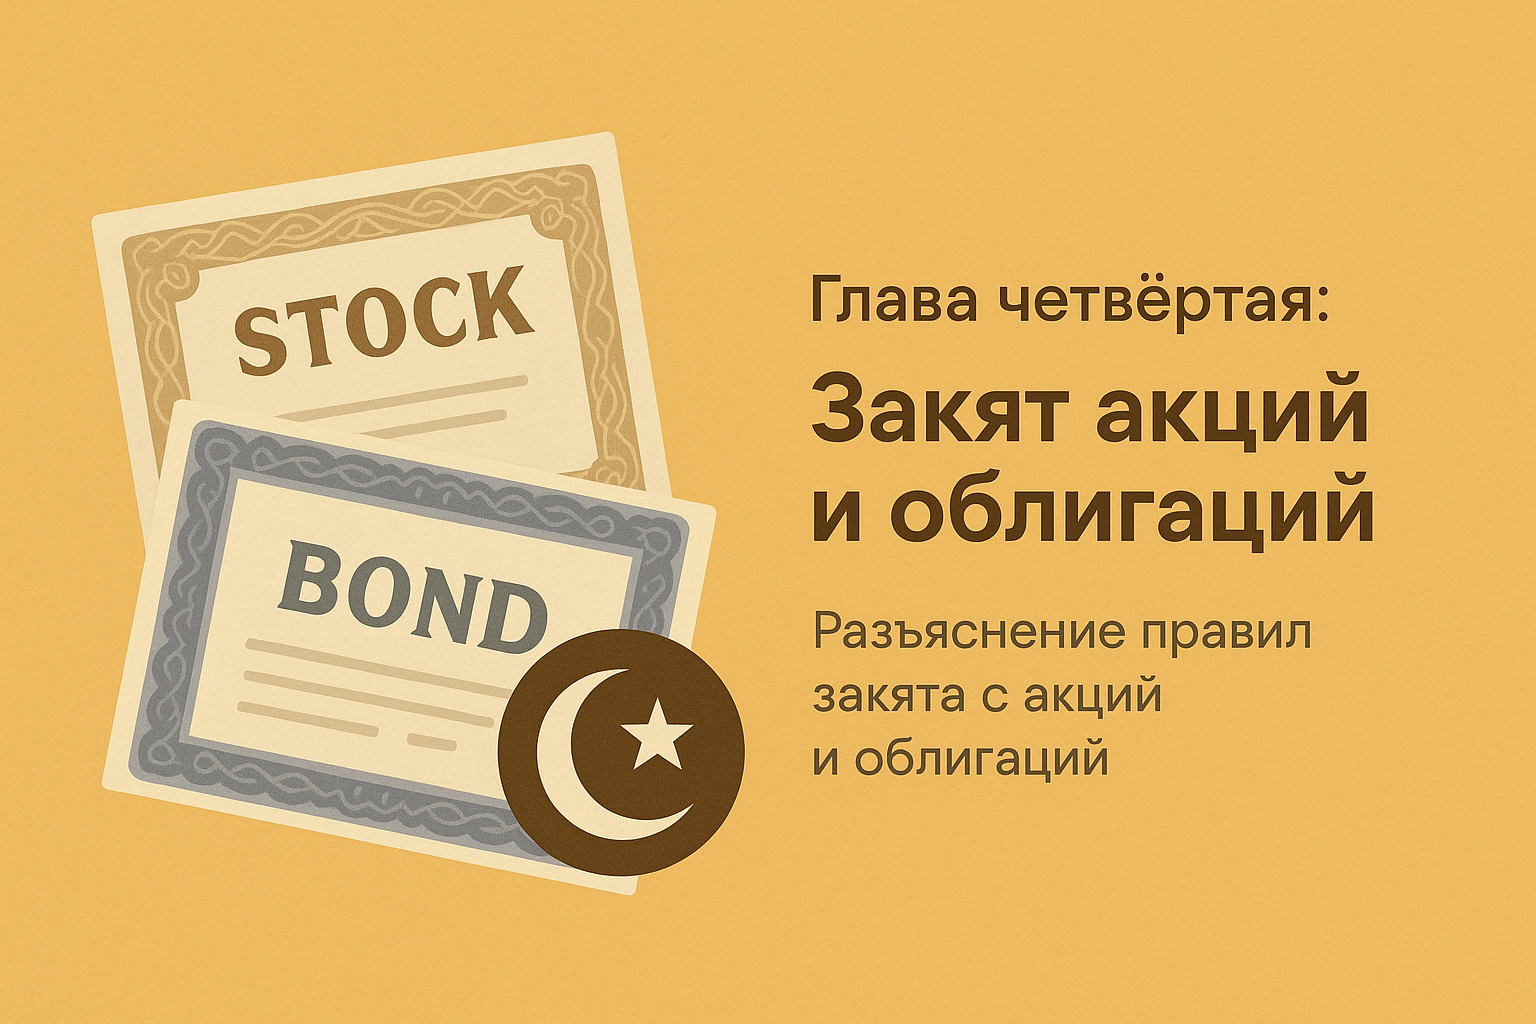 STOCK
BOND
Глава четвёртая:
Закят акций
и облигаций
Разъяснение правил
закята с акций
и облигаций